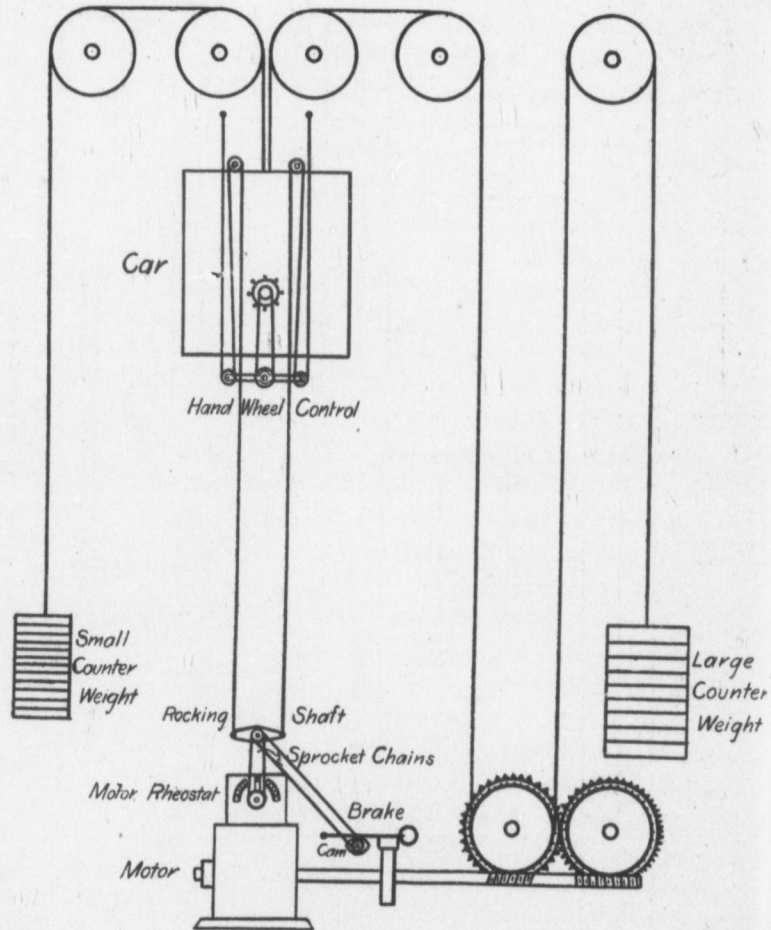 Car
Hand Wheel Control
Small
Counter
Weight
Large
Counter
Weight
Rocking Shaft
Sprocket Chains
Motor Rheostat
Brake
Cam
Motor